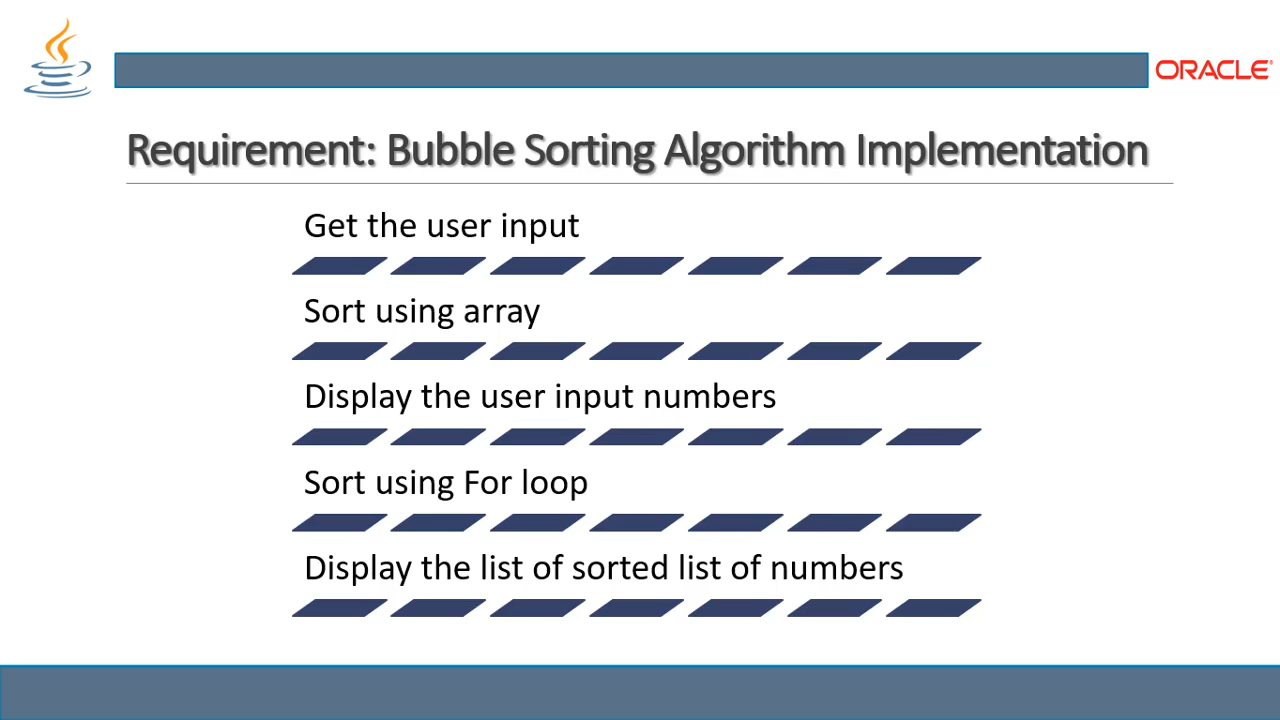 ORACLE®
Requirement: Bubble Sorting Algorithm Implementation
Get the user input
Sort using array
Display the user input numbers
Sort using For loop
Display the list of sorted list of numbers